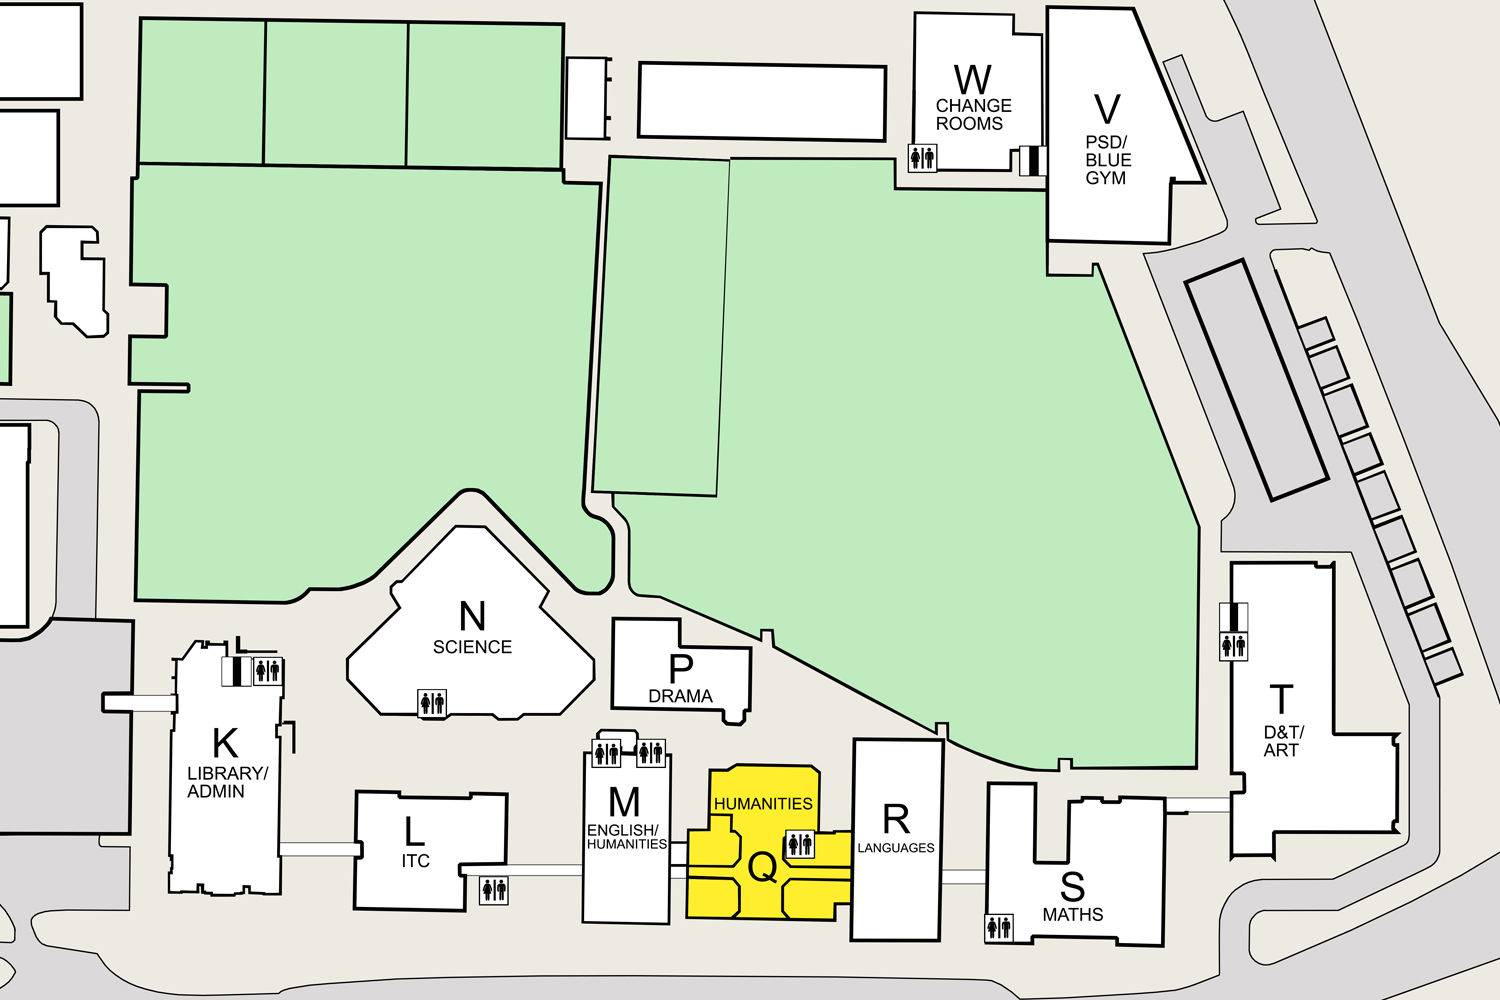 W
CHANGE
ROOMS
V
PSD/
BLUE
GYM
N
SCIENCE
P
DRAMA
K
LIBRARY/
ADMIN
L
ITC
M
ENGLISH/
HUMANITIES
HUMANITIES
Q
R
LANGUAGES
S
MATHS
T
D&T/
ART